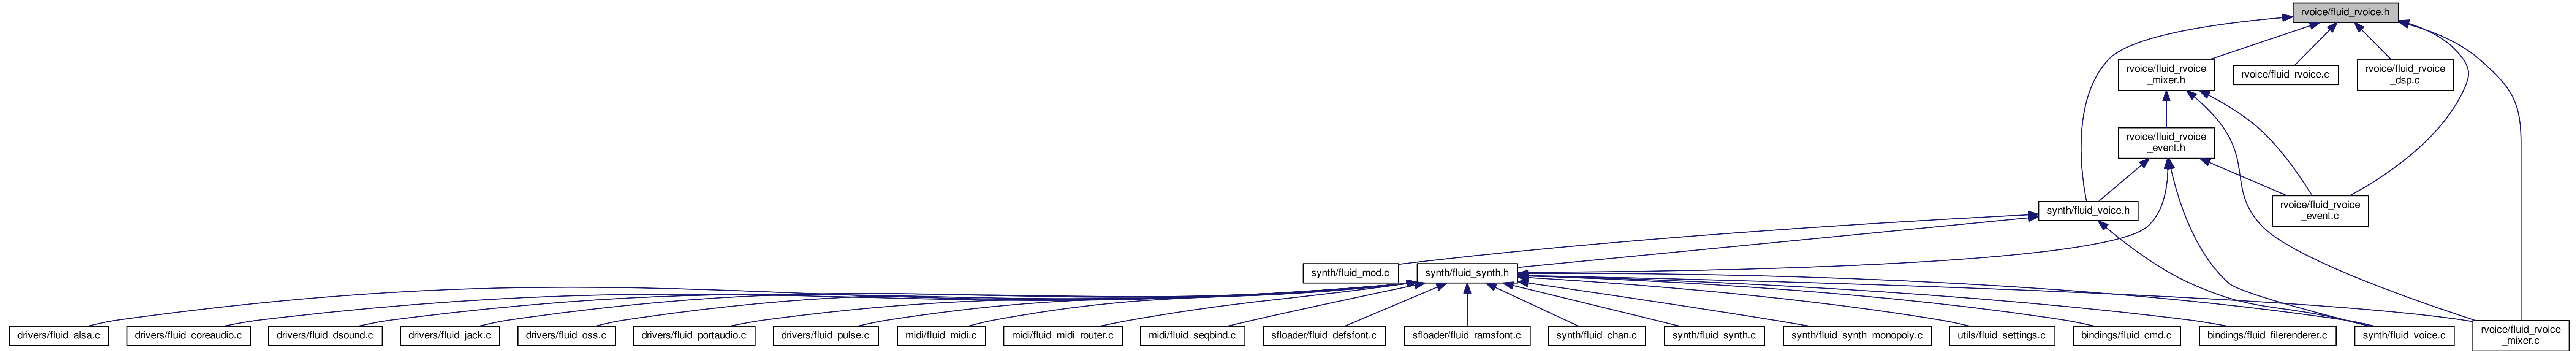 rvoice/fluid_rvoice.h
rvoice/fluid_rvoice
_mixer.h
rvoice/fluid_rvoice.c
rvoice/fluid_rvoice
_dsp.c
rvoice/fluid_rvoice
_event.h
synth/fluid_voice.h
rvoice/fluid_rvoice
_event.c
synth/fluid_mod.c
synth/fluid_synth.h
drivers/fluid_alsa.c
drivers/fluid_coreaudio.c
drivers/fluid_dsound.c
drivers/fluid_jack.c
drivers/fluid_oss.c
drivers/fluid_portaudio.c
drivers/fluid_pulse.c
midi/fluid_midi.c
midi/fluid_midi_router.c
midi/fluid_seqbind.c
sfloader/fluid_defsfont.c
sfloader/fluid_ramsfont.c
synth/fluid_chan.c
synth/fluid_synth.c
synth/fluid_synth_monopoly.c
utils/fluid_settings.c
bindings/fluid_cmd.c
bindings/fluid_filerenderer.c
synth/fluid_voice.c
rvoice/fluid_rvoice
_mixer.c